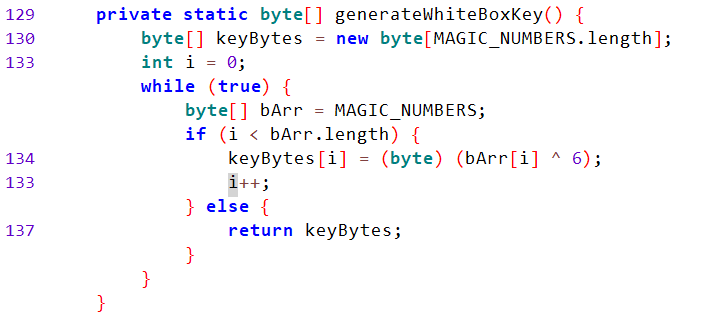 129 private static byte[] generateWhiteBoxKey() {
130 byte[] keyBytes = new byte[MAGIC_NUMBERS.length];
133 int i = 0;
while (true) {
byte[] bArr = MAGIC_NUMBERS;
if (i < bArr.length) {
134 keyBytes[i] = (byte) (bArr[i] ^ 6);
133 i++;
} else {
137 return keyBytes;
}
}
}